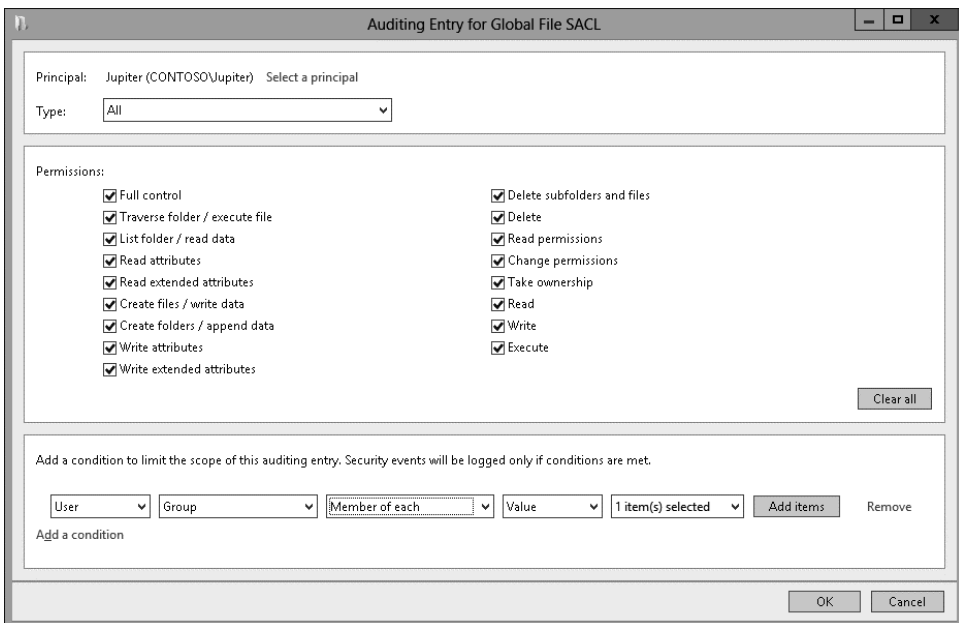 Auditing Entry for Global File SACL
Principal: Jupiter (CONTOSO\Jupiter) Select a principal
Type: All
Permissions:
Full control
Traverse folder / execute file
List folder / read data
Read attributes
Read extended attributes
Create files / write data
Create folders / append data
Write attributes
Write extended attributes
Delete subfolders and files
Delete
Read permissions
Change permissions
Take ownership
Read
Write
Execute
Clear all
Add a condition to limit the scope of this auditing entry. Security events will be logged only if conditions are met.
User Group Member of each Value 1 item(s) selected Add items Remove
Add a condition
OK Cancel